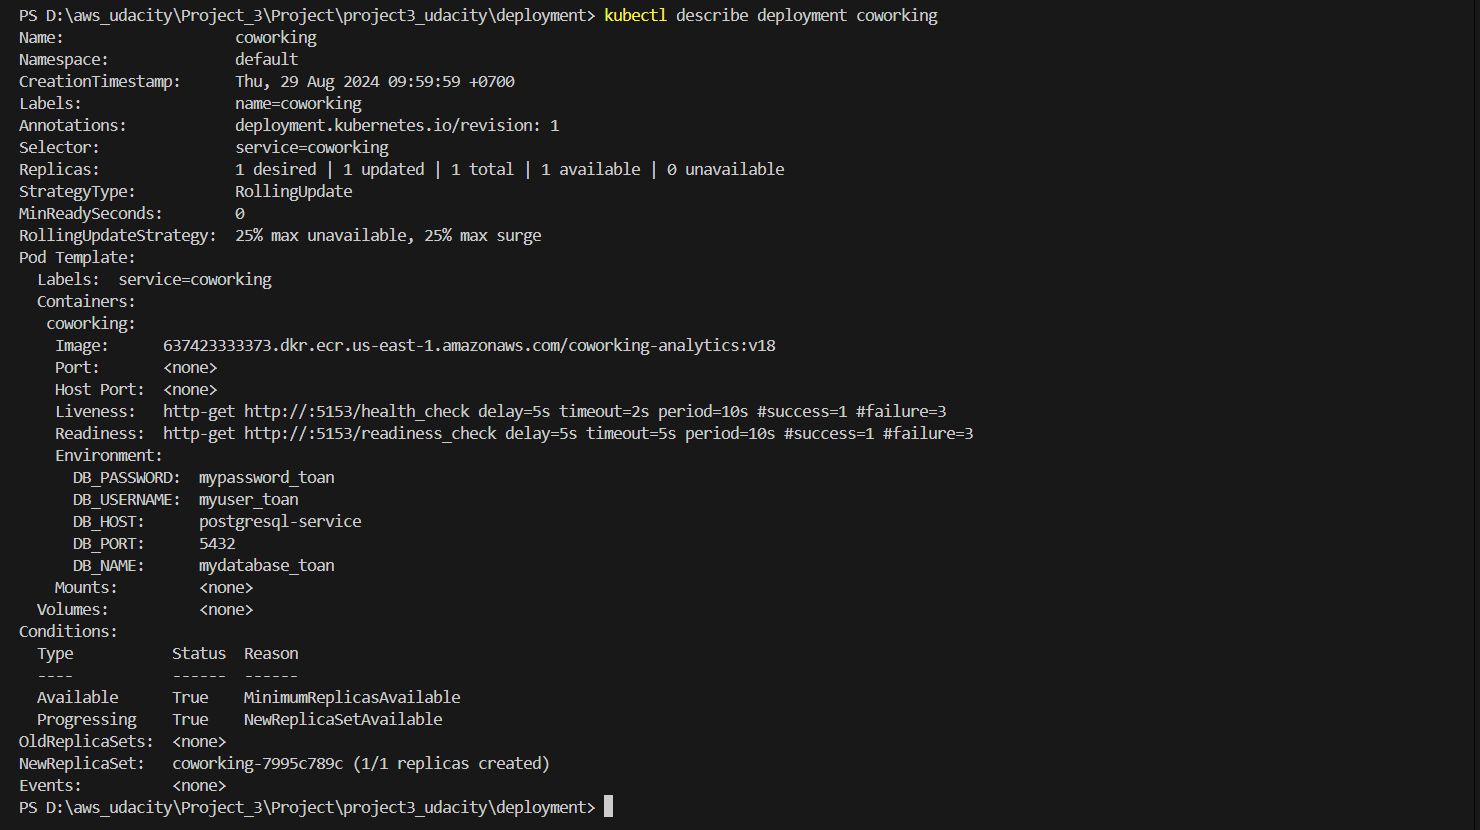 PS D:\aws_udacity\Project_3\Project\project3_udacity\deployment> kubectl describe deployment coworking
Name:                   coworking
Namespace:              default
CreationTimestamp:      Thu, 29 Aug 2024 09:59:59 +0700
Labels:                 name=coworking
Annotations:            deployment.kubernetes.io/revision: 1
Selector:               service=coworking
Replicas:               1 desired | 1 updated | 1 total | 1 available | 0 unavailable
StrategyType:           RollingUpdate
MinReadySeconds:        0
RollingUpdateStrategy:  25% max unavailable, 25% max surge
Pod Template:
  Labels:  service=coworking
  Containers:
   coworking:
    Image:      637423333373.dkr.ecr.us-east-1.amazonaws.com/coworking-analytics:v18
    Port:       <none>
    Host Port:  <none>
    Liveness:   http-get http://:5153/health_check delay=5s timeout=2s period=10s #success=1 #failure=3
    Readiness:  http-get http://:5153/readiness_check delay=5s timeout=5s period=10s #success=1 #failure=3
    Environment:
      DB_PASSWORD:  mypassword_toan
      DB_USERNAME:  myuser_toan
      DB_HOST:      postgresql-service
      DB_PORT:      5432
      DB_NAME:      mydatabase_toan
    Mounts:         <none>
  Volumes:          <none>
Conditions:
  Type           Status  Reason
  ----           ------  ------
  Available      True    MinimumReplicasAvailable
  Progressing    True    NewReplicaSetAvailable
OldReplicaSets:  <none>
NewReplicaSet:   coworking-7995c789c (1/1 replicas created)
Events:          <none>
PS D:\aws_udacity\Project_3\Project\project3_udacity\deployment>